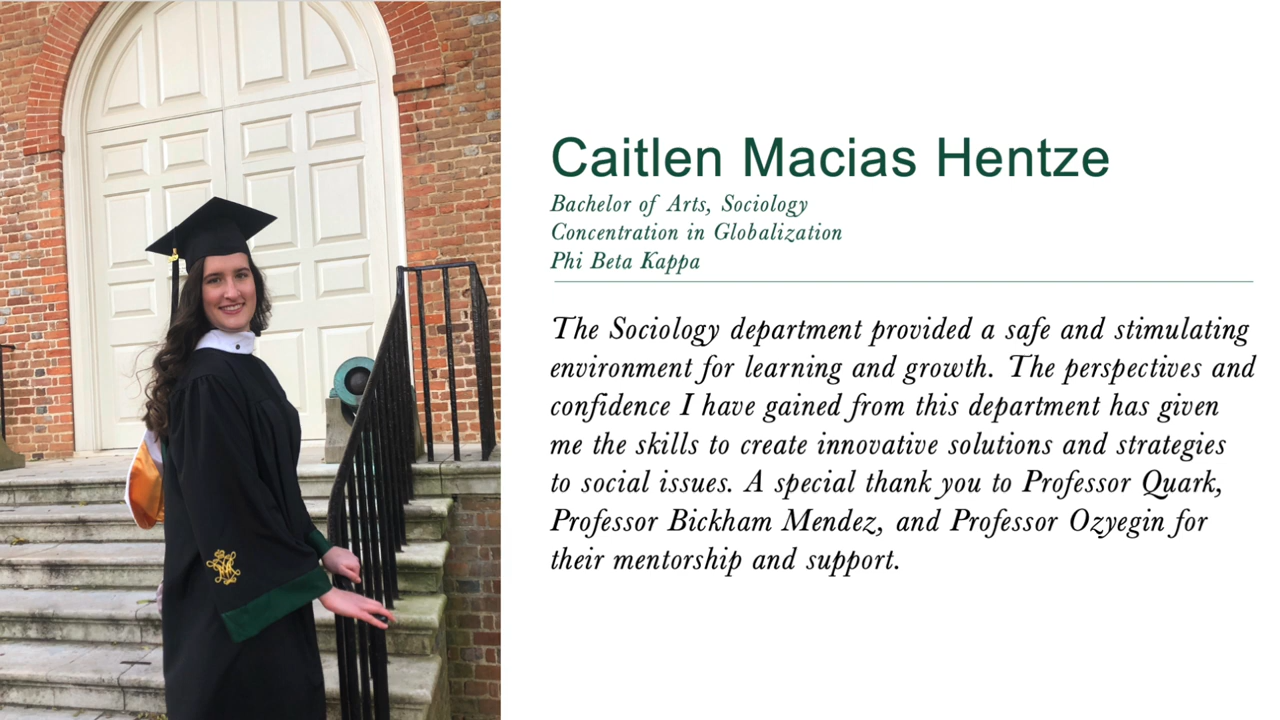 Caitlen Macias Hentze
Bachelor of Arts, Sociology
Concentration in Globalization
Phi Beta Kappa
The Sociology department provided a safe and stimulating
environment for learning and growth. The perspectives and
confidence I have gained from this department has given
me the skills to create innovative solutions and strategies
to social issues. A special thank you to Professor Quark,
Professor Bickham Mendez, and Professor Ozyegin for
their mentorship and support.